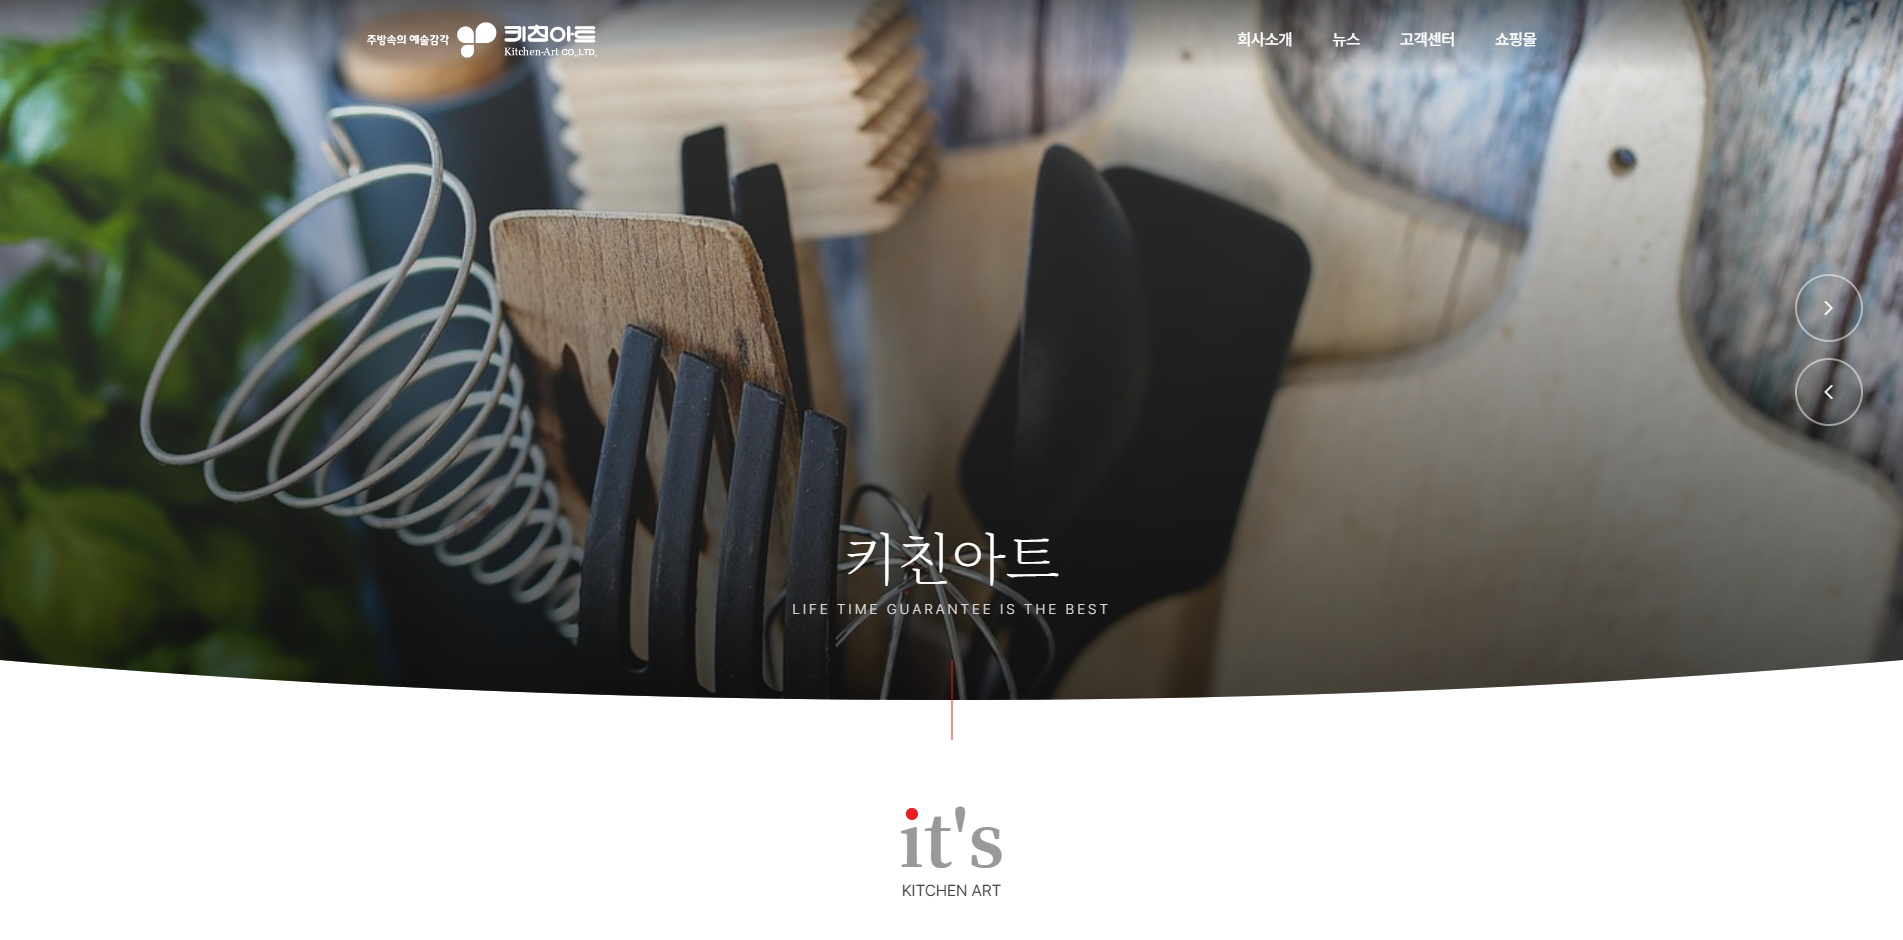 주방속의 예술감각
키친아트
Kitchen-Art CO.,LTD.
회사소개 뉴스 고객센터 쇼핑몰
키친아트
LIFE TIME GUARANTEE IS THE BEST
it's
KITCHEN ART